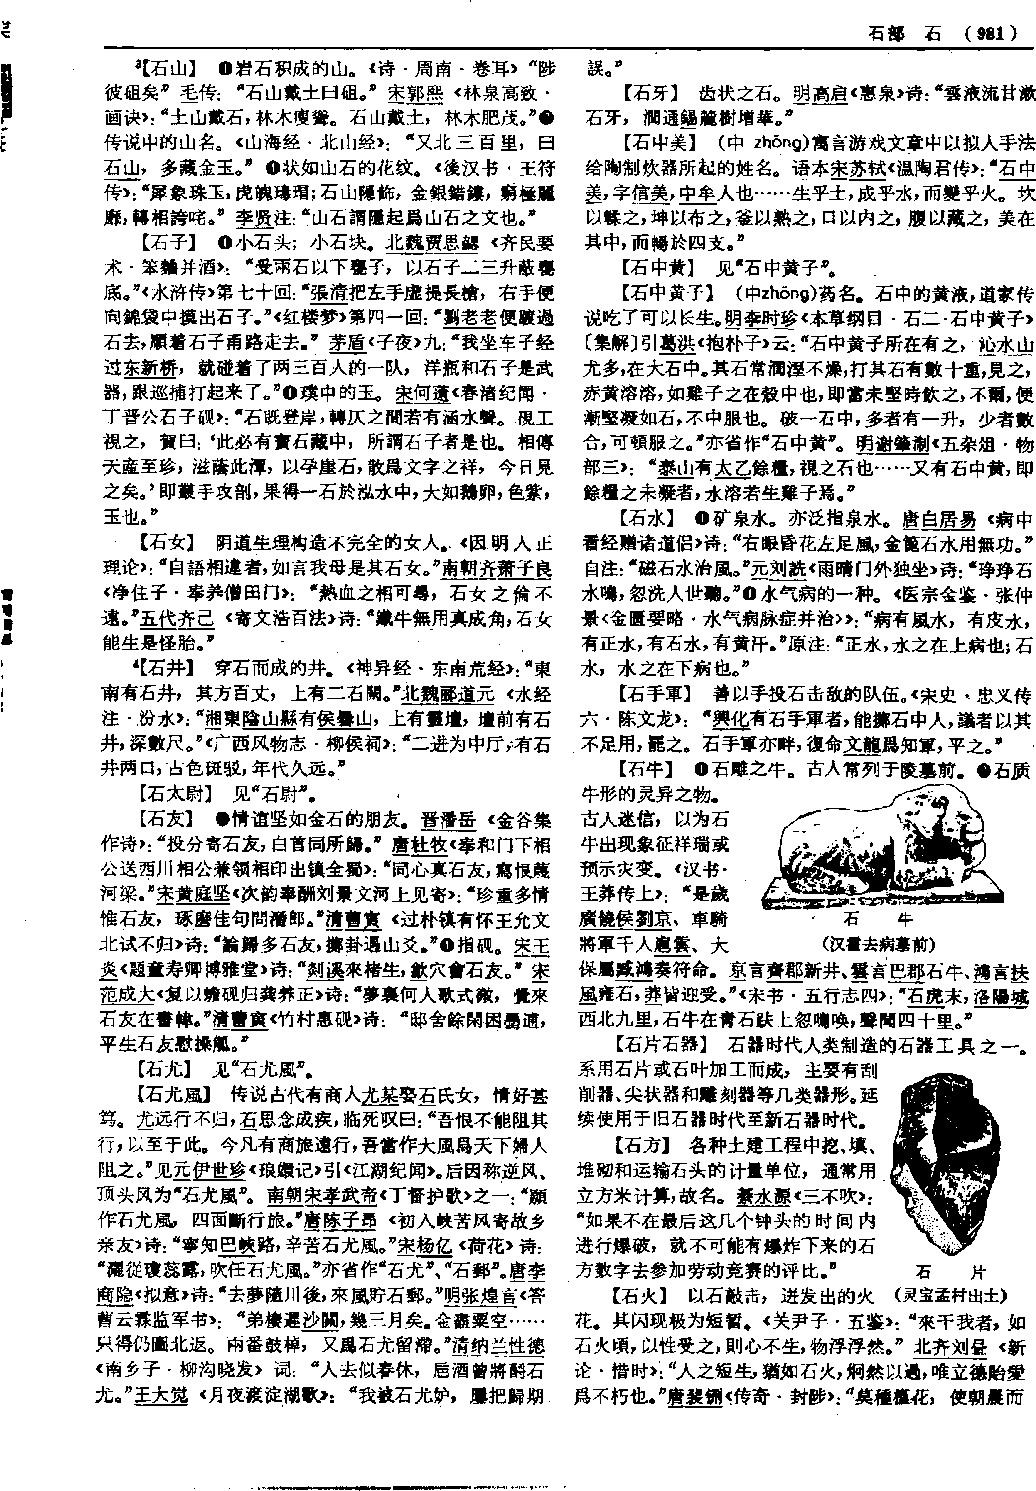 石部 石 (981)
³【石山】 ❶岩石积成的山。《诗·周南·卷耳》“陟
彼砠矣” 毛传：“石山戴土曰砠。” 宋郭熙《林泉高致·
画诀》：“土山戴石，林木瘦耸。石山戴土，林木肥茂。”❷
传说中的山名。《山海经·北山经》：“又北三百里，曰
石山，多藏金玉。” ❸状如山石的花纹。《後汉书·王符
传》：“犀象珠玉，虎魄瑇瑁；石山隱飾，金銀錯鏤，窮極麗
靡，轉相誇咤。” 李贤注：“山石謂隱起爲山石之文也。”
【石子】 ❶小石头；小石块。北魏贾思勰《齐民要
术·笨麴并酒》：“受兩石以下甕子，以石子二三升蔽甕
底。”《水浒传》第七十回：“張清把左手虚提長槍，右手便
向錦袋中摸出石子。”《红楼梦》第四一回：“劉老老便踱過
石去，順着石子甬路走去。” 茅盾《子夜》九：“我坐车子经
过东新桥，就碰着了两三百人的一队，洋瓶和石子是武
器，跟巡捕打起来了。”❷璞中的玉。宋何薳《春渚纪闻·
丁晋公石子砚》：“石既登岸，轉仄之間若有涵水聲。硯工
視之，賀曰：‘此必有寶石藏中，所謂石子者是也。相傳
天産至珍，滋蔭此潭，以孕崖石，散爲文字之祥，今日見
之矣。’即叢手攻剖，果得一石於泓水中，大如鵝卵，色紫，
玉也。”
【石女】 阴道生理构造不完全的女人。《因明人正
理论》：“自語相違者，如言我母是其石女。”南朝齐萧子良
《净住子·奉养僧田门》：“熱血之相可尋，石女之倫不
遠。”五代齐己《寄文浩百法》诗：“鐵牛無用真成角，石女
能生是怪胎。”
⁴【石井】 穿石而成的井。《神异经·东南荒经》：“東
南有石井，其方百丈，上有二石闕。”北魏郦道元《水经
注·汾水》：“湘東陰山縣有侯曇山，上有靈壇，壇前有石
井，深數尺。”《广西风物志·柳侯祠》：“二进为中厅，有石
井两口，古色斑驳，年代久远。”
【石太尉】 见“石尉”。
【石友】 ❶情谊坚如金石的朋友。晋潘岳《金谷集
作诗》：“投分寄石友，白首同所歸。” 唐杜牧《奉和门下相
公送西川相公兼领相印出镇全蜀》：“同心真石友，寫恨蔑
河梁。”宋黄庭坚《次韵奉酬刘景文河上见寄》：“珍重多情
惟石友，琢磨佳句問潛郎。”清曹寅《过朴镇有怀王允文
北试不归》诗：“論歸多石友，擲卦遇山爻。”❷指砚。宋王
炎《题童寿卿博雅堂》诗：“剡溪來楮生，歙穴會石友。”宋
范成大《复以蟾砚归龚养正》诗：“夢裏何人歌式微，覺來
石友在書幃。”清曹寅《竹村惠砚》诗：“邸舍餘閑困墨通，
平生石友慰操觚。”
【石尤】 见“石尤風”。
【石尤風】 传说古代有商人尤某娶石氏女，情好甚
笃。尤远行不归，石思念成疾，临死叹曰：“吾恨不能阻其
行，以至于此。今凡有商旅遠行，吾當作大風爲天下婦人
阻之。”见元伊世珍《琅嬛记》引《江湖纪闻》。后因称逆风、
顶头风为“石尤風”。南朝宋孝武帝《丁督护歌》之一：“願
作石尤風，四面斷行旅。”唐陈子昂《初入峡苦风寄故乡
亲友》诗：“寧知巴峽路，辛苦石尤風。”宋杨亿《荷花》诗：
“灑從瓊蕊露，吹任石尤風。”亦省作“石尤”、“石郵”。唐李
商隐《拟意》诗：“去夢隨川後，來風貯石郵。”明张煌言《答
曹云霖监军书》：“弟棲遲沙關，幾三月矣。金盡粟空……
只得仍圖北返。兩番鼓棹，又爲石尤留滯。”清纳兰性德
《南乡子·柳沟晓发》词：“人去似春休，卮酒曾將酹石
尤。”王大觉《月夜渡淀湖歌》：“我被石尤妒，屢把歸期
誤。”
【石牙】 齿状之石。明高启《惠泉》诗：“雲液流甘漱
石牙，潤通錫麓樹增華。”
【石中美】 (中 zhōng)寓言游戏文章中以拟人手法
给陶制炊器所起的姓名。语本宋苏轼《温陶君传》：“石中
美，字信美，中牟人也……生乎土，成乎水，而變乎火。坎
以鞣之，坤以布之，釜以熟之，口以内之，腹以藏之，美在
其中，而暢於四支。”
【石中黄】 见“石中黄子”。
【石中黄子】 (中zhōng)药名。石中的黄液，道家传
说吃了可以长生。明李时珍《本草纲目·石二·石中黄子》
〔集解〕引葛洪《抱朴子》云：“石中黄子所在有之，沁水山
尤多，在大石中。其石常潤溼不燥，打其石有數十重，見之，
赤黄溶溶，如雞子之在殼中也，即當未堅時飲之，不爾，便
漸堅凝如石，不中服也。破一石中，多者有一升，少者數
合，可頓服之。”亦省作“石中黄”。明谢肇淛《五杂俎·物
部三》：“泰山有太乙餘糧，視之石也……又有石中黄，即
餘糧之未凝者，水溶若生雞子焉。”
【石水】 ❶矿泉水。亦泛指泉水。唐白居易《病中
看经赠诸道侣》诗：“右眼昏花左足風，金篦石水用無功。”
自注：“磁石水治風。”元刘詵《雨晴门外独坐》诗：“琤琤石
水鳴，忽洗人世聽。”❷水气病的一种。《医宗金鉴·张仲
景〈金匮要略·水气病脉症并治〉》：“病有風水，有皮水，
有正水，有石水，有黄汗。”原注：“正水，水之在上病也；石
水，水之在下病也。”
【石手軍】 善以手投石击敌的队伍。《宋史·忠义传
六·陈文龙》：“興化有石手軍者，能擲石中人，議者以其
不足用，罷之。石手軍亦畔，復命文龍爲知軍，平之。”
【石牛】 ❶石雕之牛。古人常列于陵墓前。❷石质
牛形的灵异之物。
古人迷信，以为石
牛出现象征祥瑞或
预示灾变。《汉书·
王莽传上》：“是歲
廣饒侯劉京、車騎
將軍千人扈雲、大
石 牛
(汉霍去病墓前)
保屬臧鴻奏符命。京言齊郡新井、雲言巴郡石牛、鴻言扶
風雍石，莽皆迎受。”《宋书·五行志四》：“石虎末，洛陽城
西北九里，石牛在青石趺上忽鳴唤，聲聞四十里。”
【石片石器】 石器时代人类制造的石器工具之一。
系用石片或石叶加工而成，主要有刮
削器、尖状器和雕刻器等几类器形。延
续使用于旧石器时代至新石器时代。
【石方】 各种土建工程中挖、填、
堆砌和运输石头的计量单位，通常用
立方米计算，故名。綦水源《三不吹》：
“如果不在最后这几个钟头的时间内
进行爆破，就不可能有爆炸下来的石
方数字去参加劳动竞赛的评比。”
石 片
(灵宝孟村出土)
【石火】 以石敲击，迸发出的火
花。其闪现极为短暂。《关尹子·五鉴》：“來干我者，如
石火頃，以性受之，則心不生，物浮浮然。” 北齐刘昼《新
论·惜时》：“人之短生，猶如石火，炯然以過，唯立德貽愛
爲不朽也。”唐裴铏《传奇·封陟》：“莫種槿花，使朝晨而